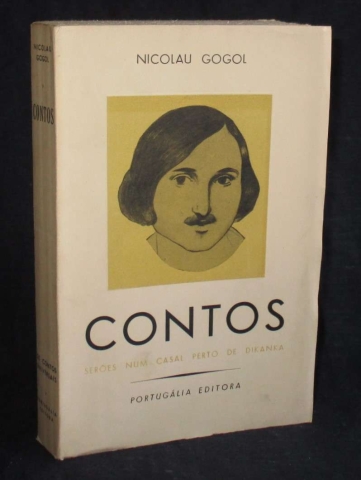 NICOLAU GOGOL
CONTOS
SERÕES NUM CASAL PERTO DE DIKANKA
PORTUGÁLIA EDITORA
NICOLAU
GOGOL
CONTOS